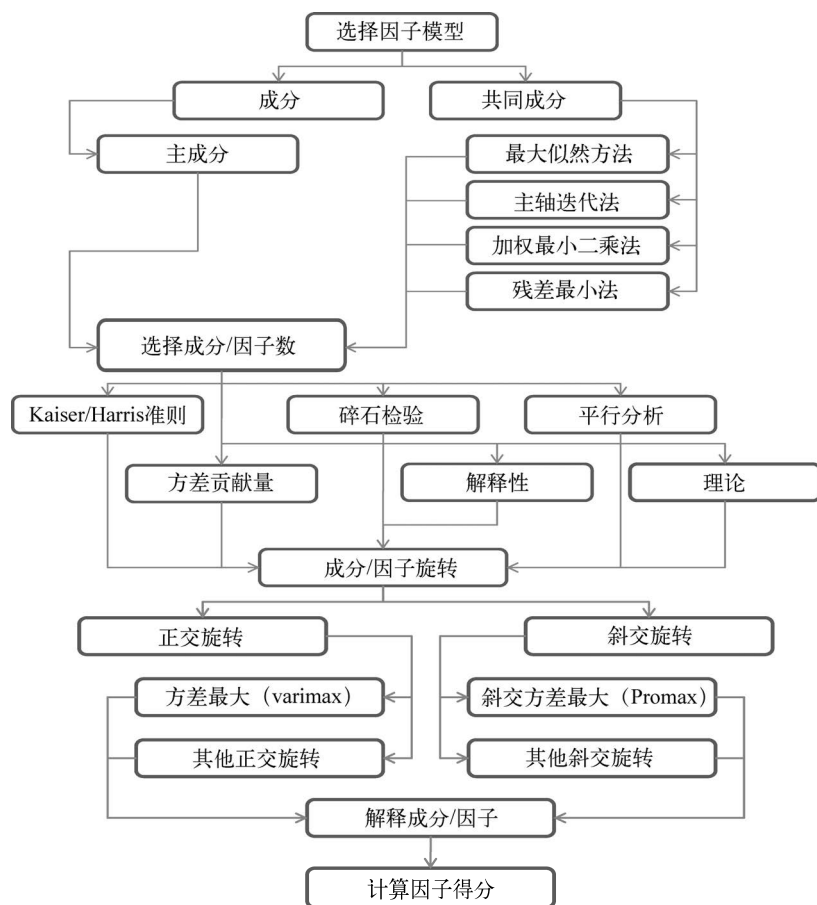 选择因子模型
成分
共同成分
主成分
最大似然方法
主轴迭代法
加权最小二乘法
残差最小法
选择成分/因子数
Kaiser/Harris准则
碎石检验
平行分析
方差贡献量
解释性
理论
成分/因子旋转
正交旋转
斜交旋转
方差最大（varimax）
斜交方差最大（Promax）
其他正交旋转
其他斜交旋转
解释成分/因子
计算因子得分